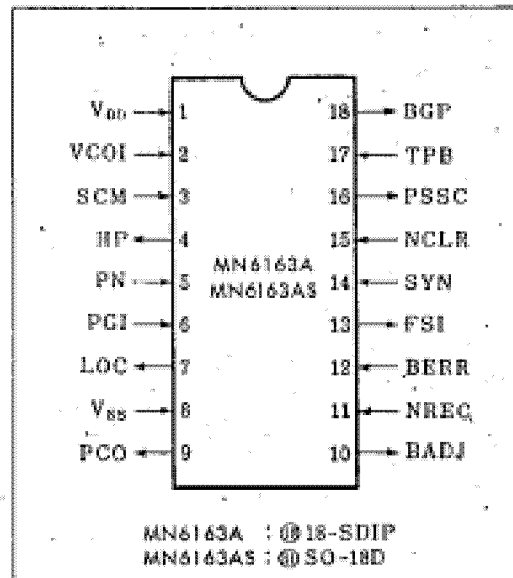 VDD 1 18 BGP
VCOI 2 17 TPB
SCM 3 16 PSSC
HP 4 15 NCLR
MN6163A
MN6163AS
PN 5 14 SYN
PCI 6 13 FSI
LOC 7 12 BERR
VSS 8 11 NREC
PCO 9 10 BADJ
MN6163A : 18-SDIP
MN6163AS : SO-18D